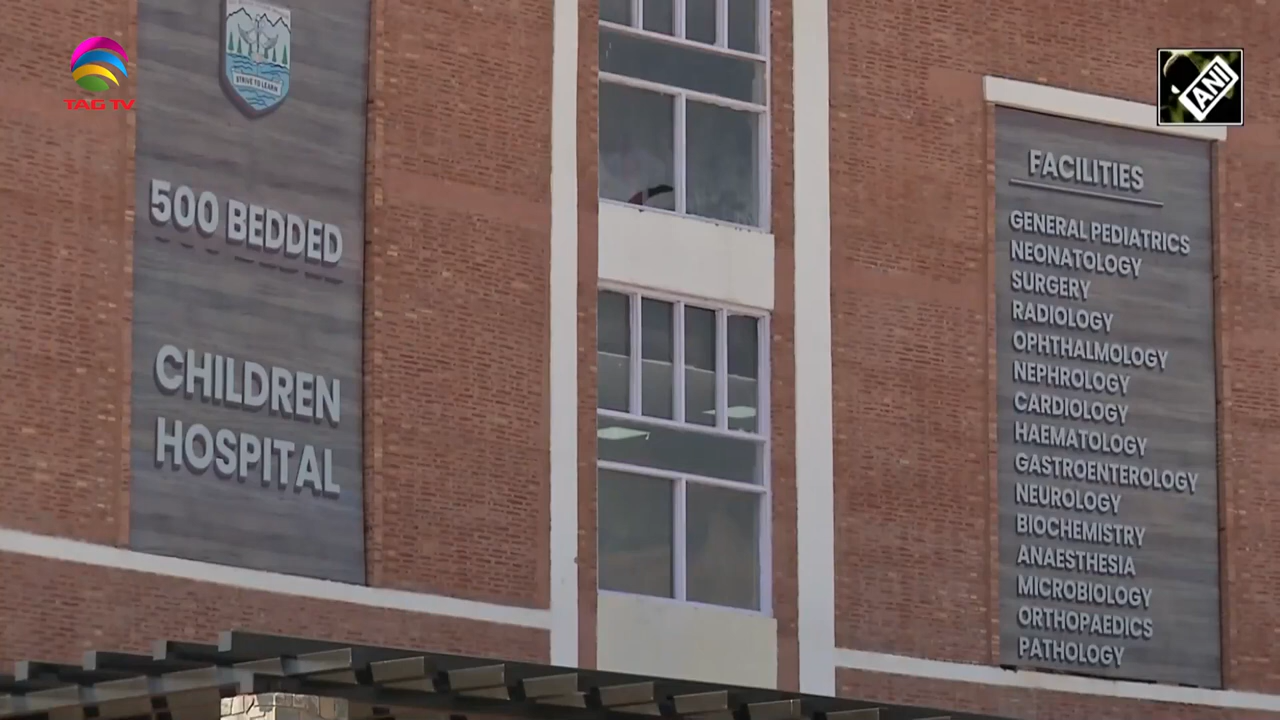 TAG TV
ANI
STRIVE TO LEARN
500 BEDDED
CHILDREN
HOSPITAL
FACILITIES
GENERAL PEDIATRICS
NEONATOLOGY
SURGERY
RADIOLOGY
OPHTHALMOLOGY
NEPHROLOGY
CARDIOLOGY
HAEMATOLOGY
GASTROENTEROLOGY
NEUROLOGY
BIOCHEMISTRY
ANAESTHESIA
MICROBIOLOGY
ORTHOPAEDICS
PATHOLOGY